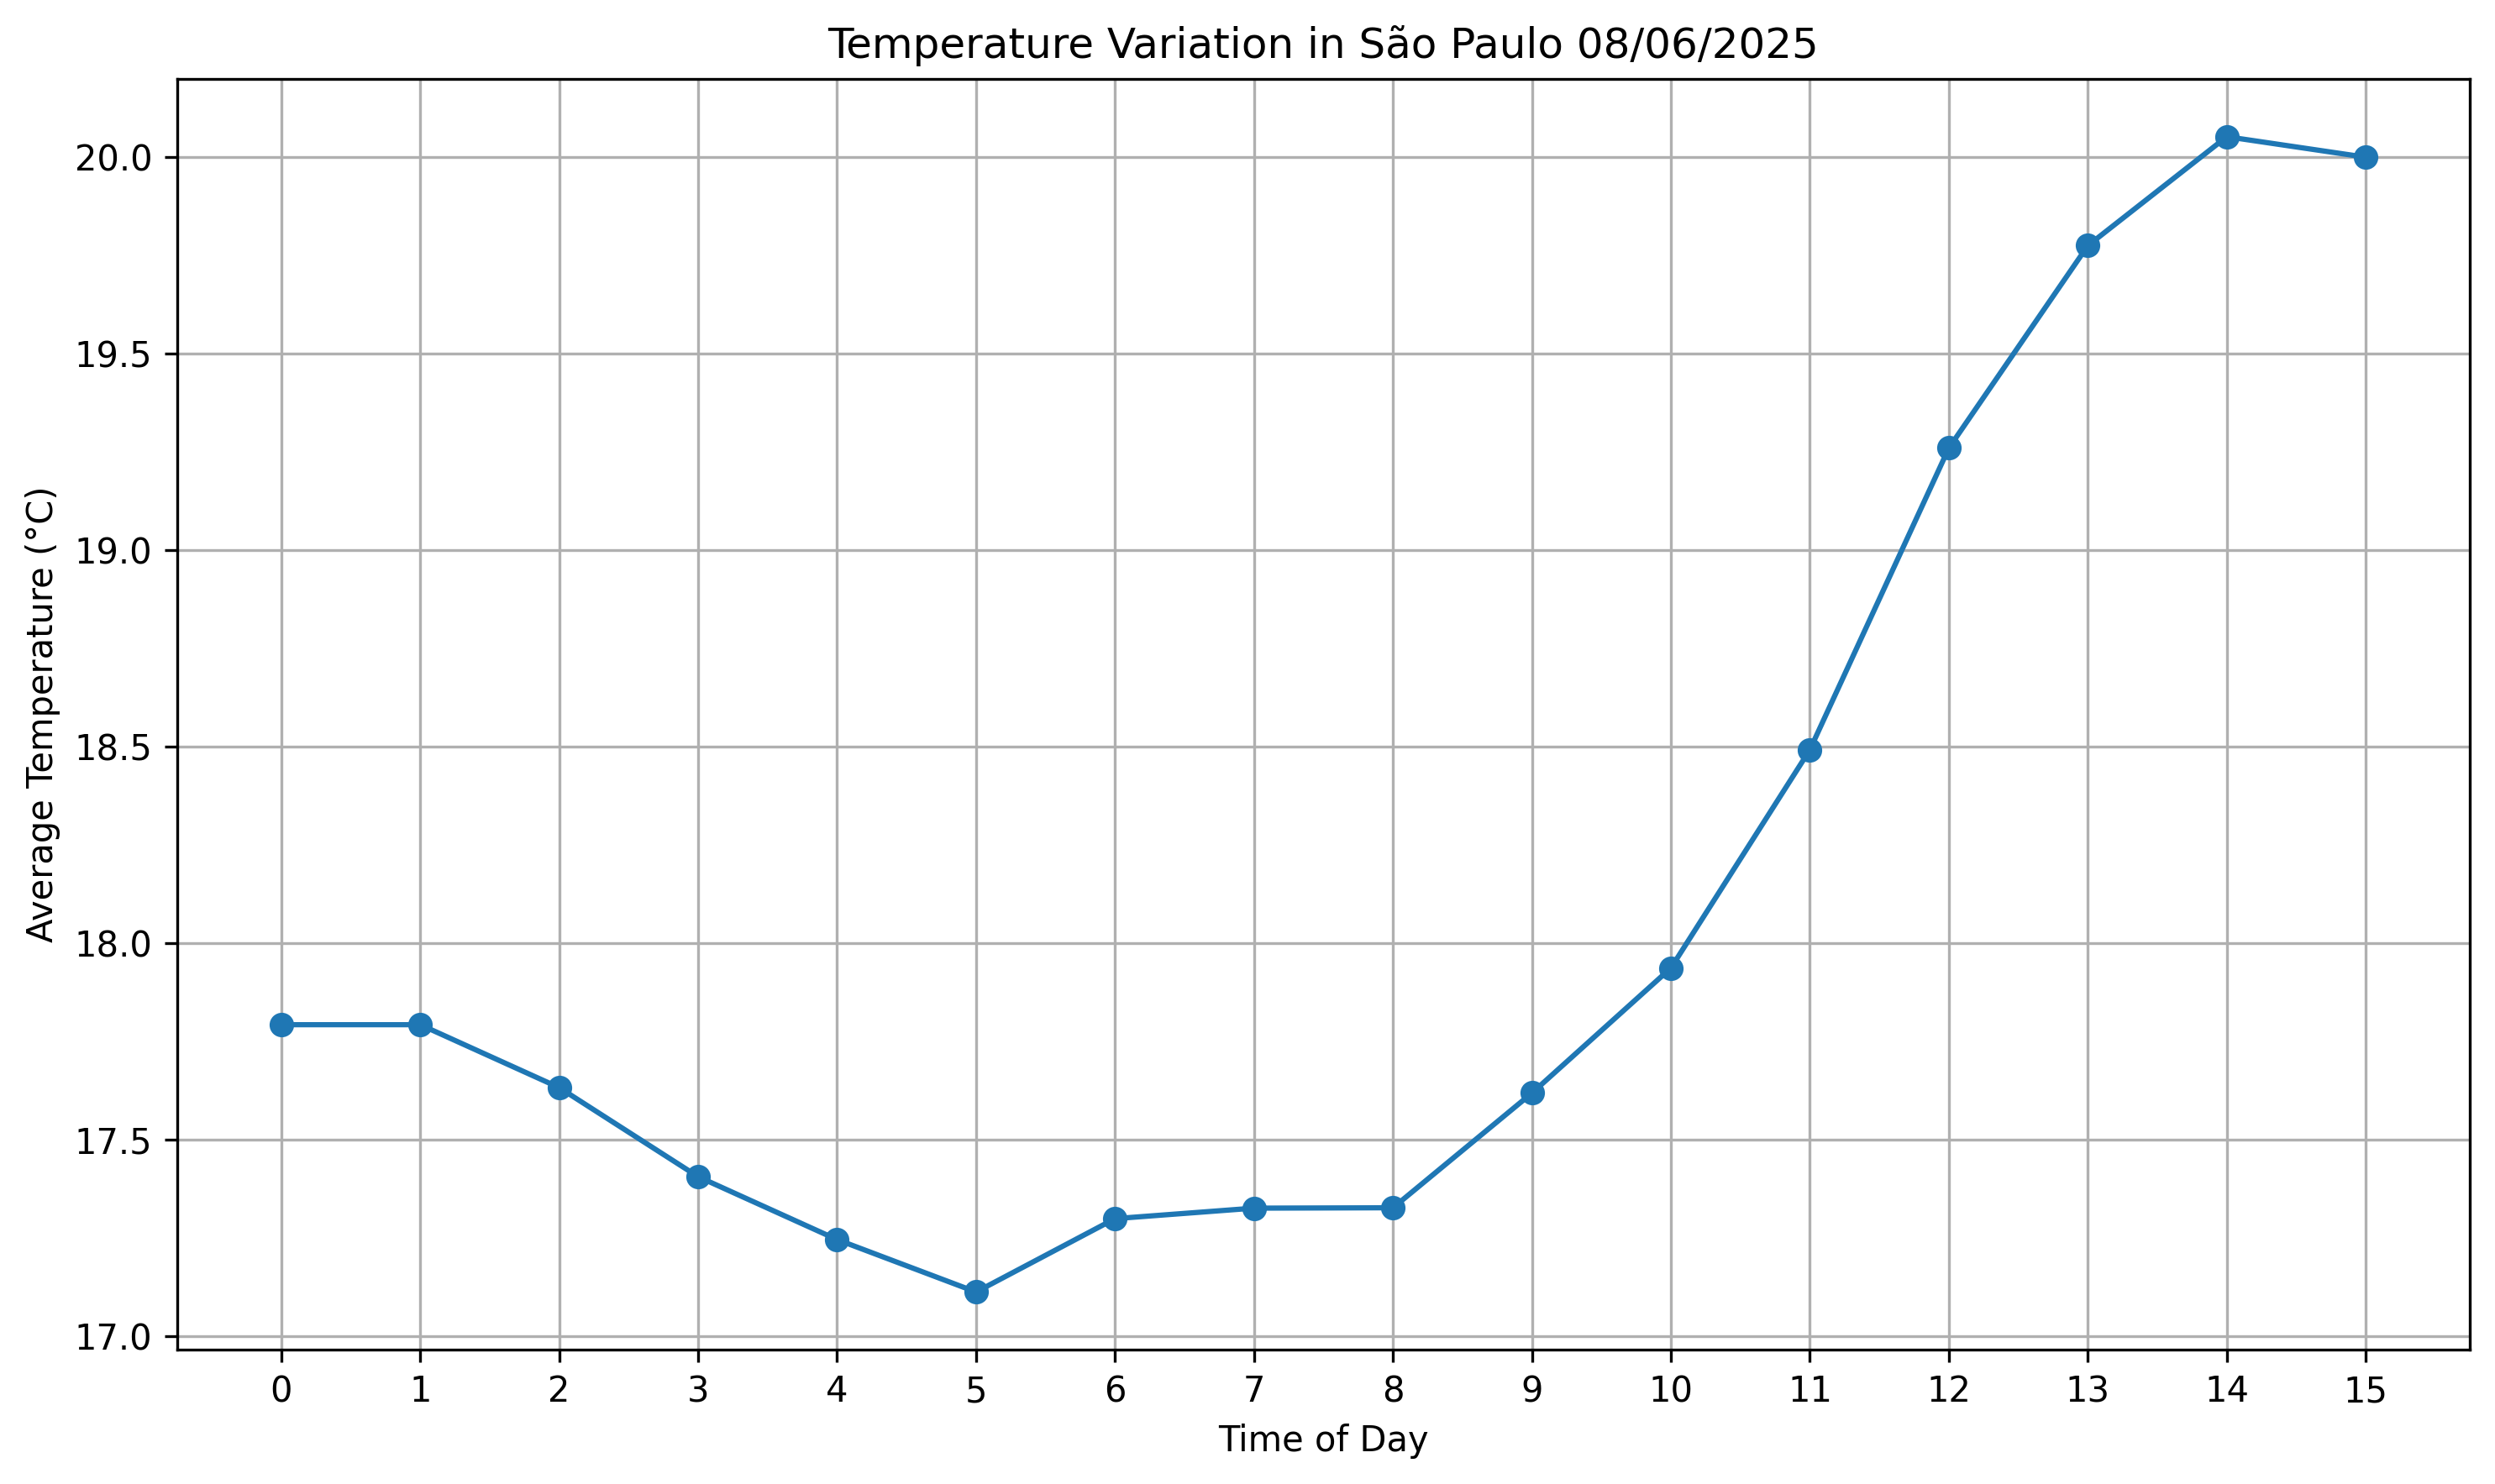 Temperature Variation in São Paulo 08/06/2025
Average Temperature (°C)
20.0
19.5
19.0
18.5
18.0
17.5
17.0
0 1 2 3 4 5 6 7 8 9 10 11 12 13 14 15
Time of Day